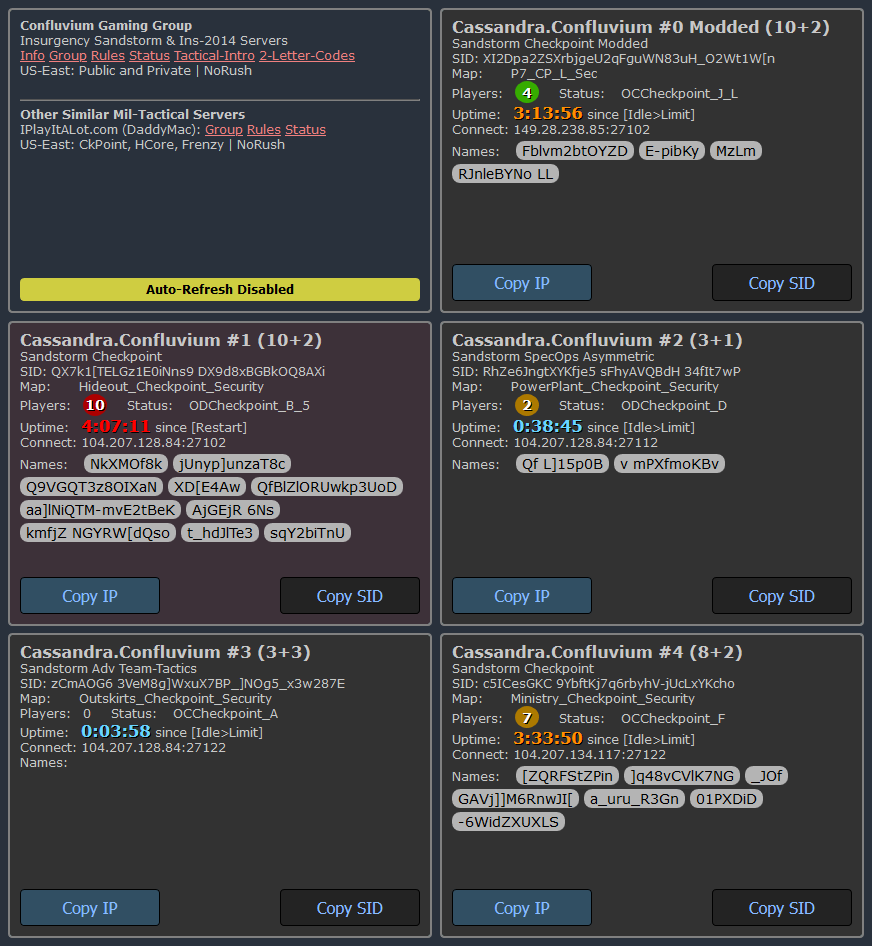 Confluvium Gaming Group
Insurgency Sandstorm & Ins-2014 Servers
Info Group Rules Status Tactical-Intro 2-Letter-Codes
US-East: Public and Private | NoRush
Other Similar Mil-Tactical Servers
IPlayItALot.com (DaddyMac): Group Rules Status
US-East: CkPoint, HCore, Frenzy | NoRush
Auto-Refresh Disabled
Cassandra.Confluvium #0 Modded (10+2)
Sandstorm Checkpoint Modded
SID: XI2Dpa2ZSXrbjgeU2qFguWN83uH_O2Wt1W[n
Map: P7_CP_L_Sec
Players: 4 Status: OCCheckpoint_J_L
Uptime: 3:13:56 since [Idle>Limit]
Connect: 149.28.238.85:27102
Names: Fblvm2btOYZD E-pibKy MzLm
RJnleBYNo LL
Copy IP Copy SID
Cassandra.Confluvium #1 (10+2)
Sandstorm Checkpoint
SID: QX7k1[TELGz1E0iNns9 DX9d8xBGBkOQ8AXi
Map: Hideout_Checkpoint_Security
Players: 10 Status: ODCheckpoint_B_5
Uptime: 4:07:11 since [Restart]
Connect: 104.207.128.84:27102
Names: NkXMOf8k jUnyp]unzaT8c
Q9VGQT3z8OIXaN XD[E4Aw QfBlZlORUwkp3UoD
aa]lNiQTM-mvE2tBeK AjGEjR 6Ns
kmfjZ NGYRW[dQso t_hdJlTe3 sqY2biTnU
Copy IP Copy SID
Cassandra.Confluvium #2 (3+1)
Sandstorm SpecOps Asymmetric
SID: RhZe6JngtXYKfje5 sFhyAVQBdH 34fIt7wP
Map: PowerPlant_Checkpoint_Security
Players: 2 Status: ODCheckpoint_D
Uptime: 0:38:45 since [Idle>Limit]
Connect: 104.207.128.84:27112
Names: Qf L]15p0B v mPXfmoKBv
Copy IP Copy SID
Cassandra.Confluvium #3 (3+3)
Sandstorm Adv Team-Tactics
SID: zCmAOG6 3VeM8g]WxuX7BP_]NOg5_x3w287E
Map: Outskirts_Checkpoint_Security
Players: 0 Status: OCCheckpoint_A
Uptime: 0:03:58 since [Idle>Limit]
Connect: 104.207.128.84:27122
Names:
Copy IP Copy SID
Cassandra.Confluvium #4 (8+2)
Sandstorm Checkpoint
SID: c5ICesGKC 9YbftKj7q6rbyhV-jUcLxYKcho
Map: Ministry_Checkpoint_Security
Players: 7 Status: OCCheckpoint_F
Uptime: 3:33:50 since [Idle>Limit]
Connect: 104.207.134.117:27122
Names: [ZQRFStZPin ]q48vCVlK7NG _JOf
GAVj]]M6RnwJI[ a_uru_R3Gn 01PXDiD
-6WidZXUXLS
Copy IP Copy SID